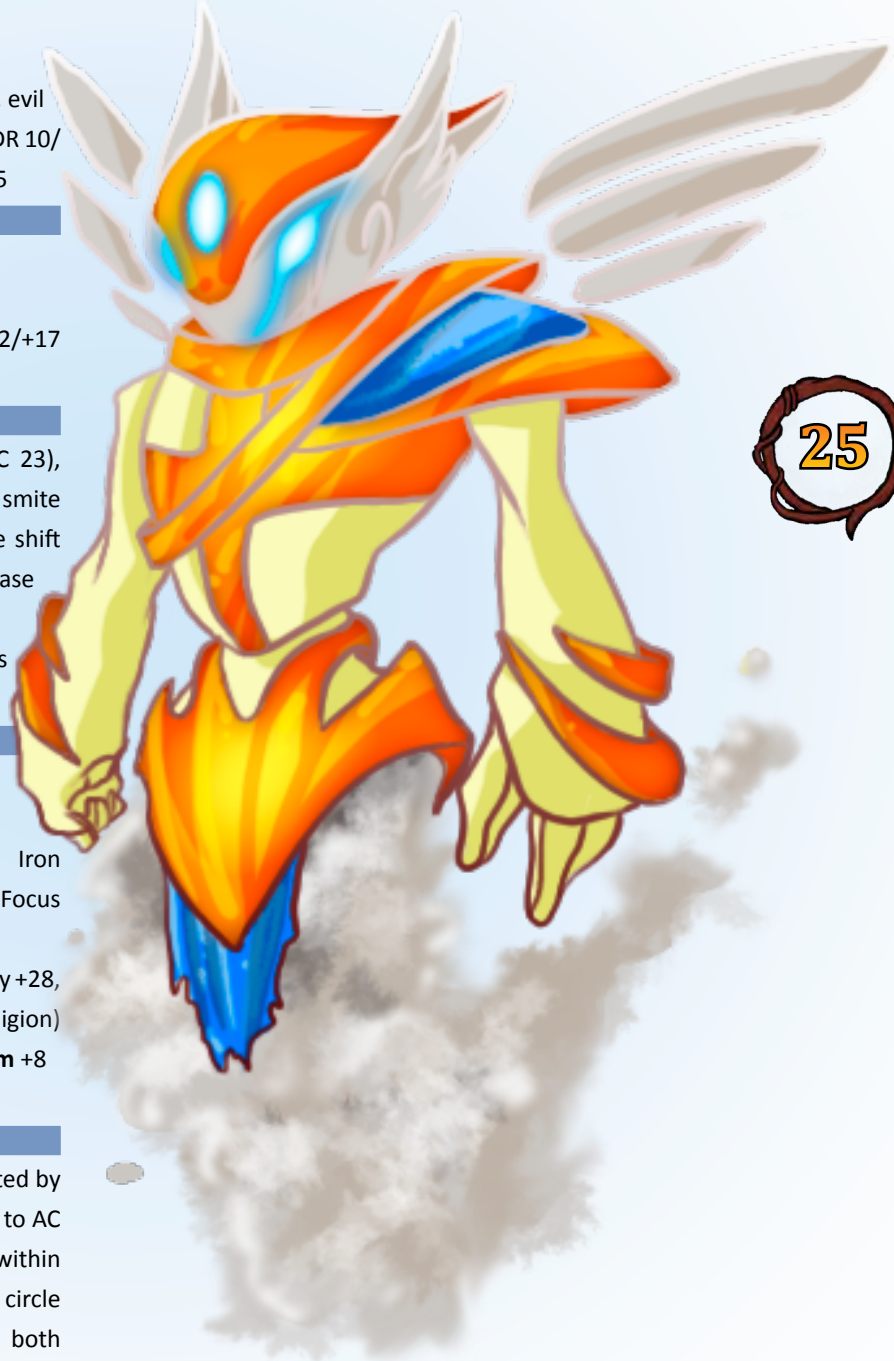 evil
DR 10/
5
2/+17
C 23),
smite
e shift
ase
s
Iron
Focus
y +28,
igion)
m +8
ted by
to AC
within
circle
both
25